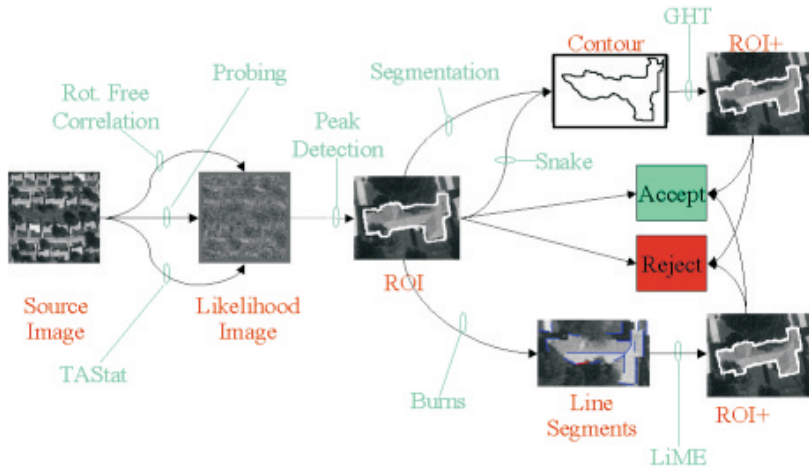 GHT
Contour
ROI+
Probing
Segmentation
Rot. Free
Correlation
Peak
Detection
Snake
Accept
Reject
ROI
Source
Image
Likelihood
Image
TAStat
Burns
Line
Segments
ROI+
LiME